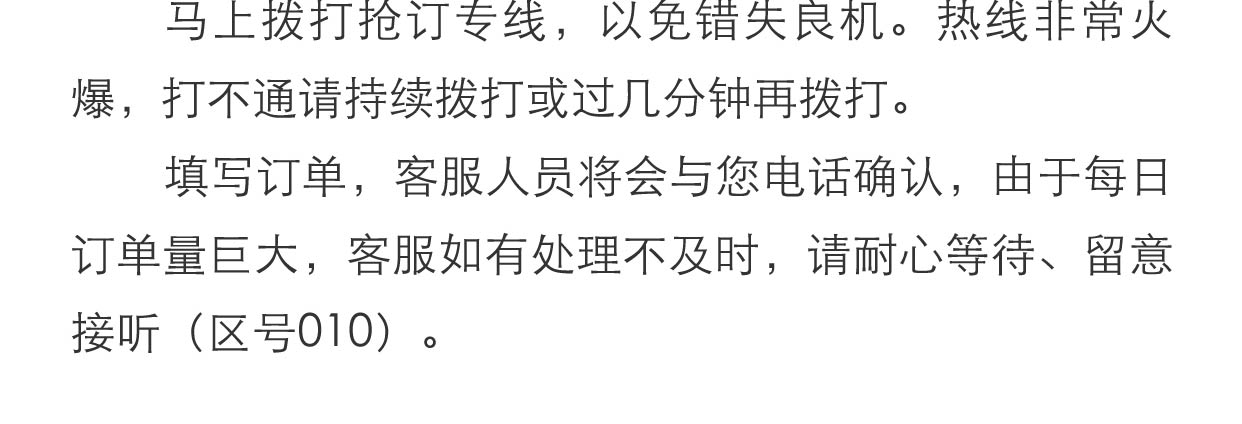 马上拨打抢订专线，以免错失良机。热线非常火
爆，打不通请持续拨打或过几分钟再拨打。
填写订单，客服人员将会与您电话确认，由于每日
订单量巨大，客服如有处理不及时，请耐心等待、留意
接听（区号010）。